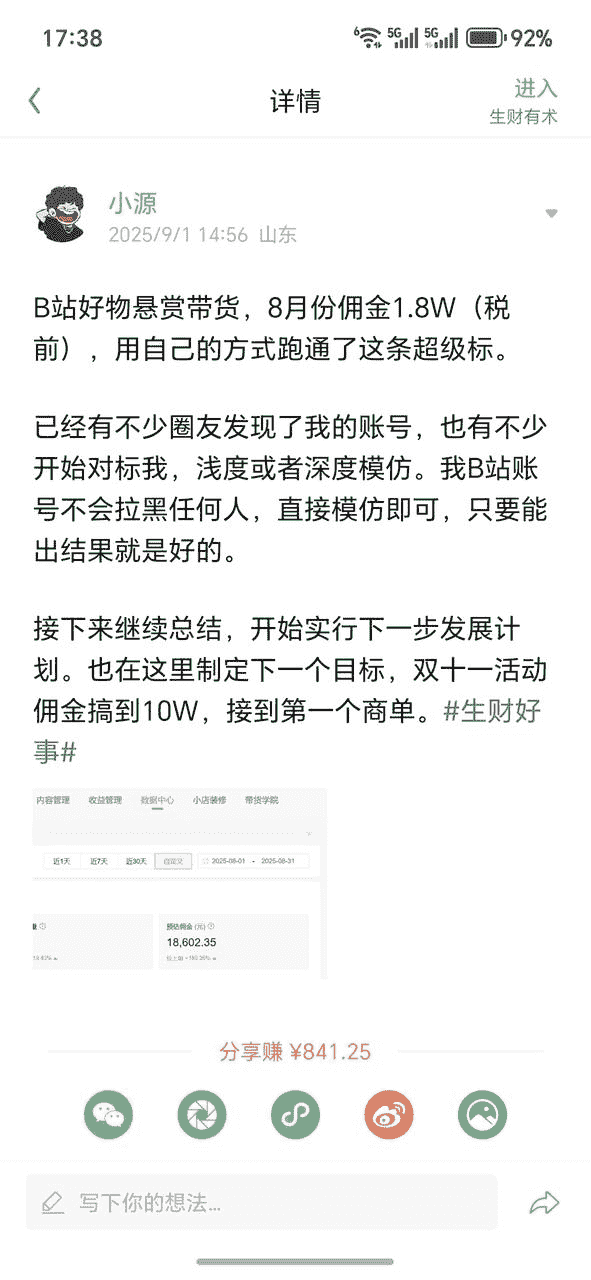 17:38
6 5G 5G 92%
详情
进入
生财有术
小源
2025/9/1 14:56 山东
B站好物悬赏带货，8月份佣金1.8W（税
前），用自己的方式跑通了这条超级标。
已经有不少圈友发现了我的账号，也有不少
开始对标我，浅度或者深度模仿。我B站账
号不会拉黑任何人，直接模仿即可，只要能
出结果就是好的。
接下来继续总结，开始实行下一步发展计
划。也在这里制定下一个目标，双十一活动
佣金搞到10W，接到第一个商单。#生财好
事#
内容管理 收益管理 数据中心 小店装修 带货学院
近1天 近7天 近30天 自定义 2025-08-01 - 2025-08-31
预估佣金 (元)
18,602.35
分享赚 ¥841.25
写下你的想法...